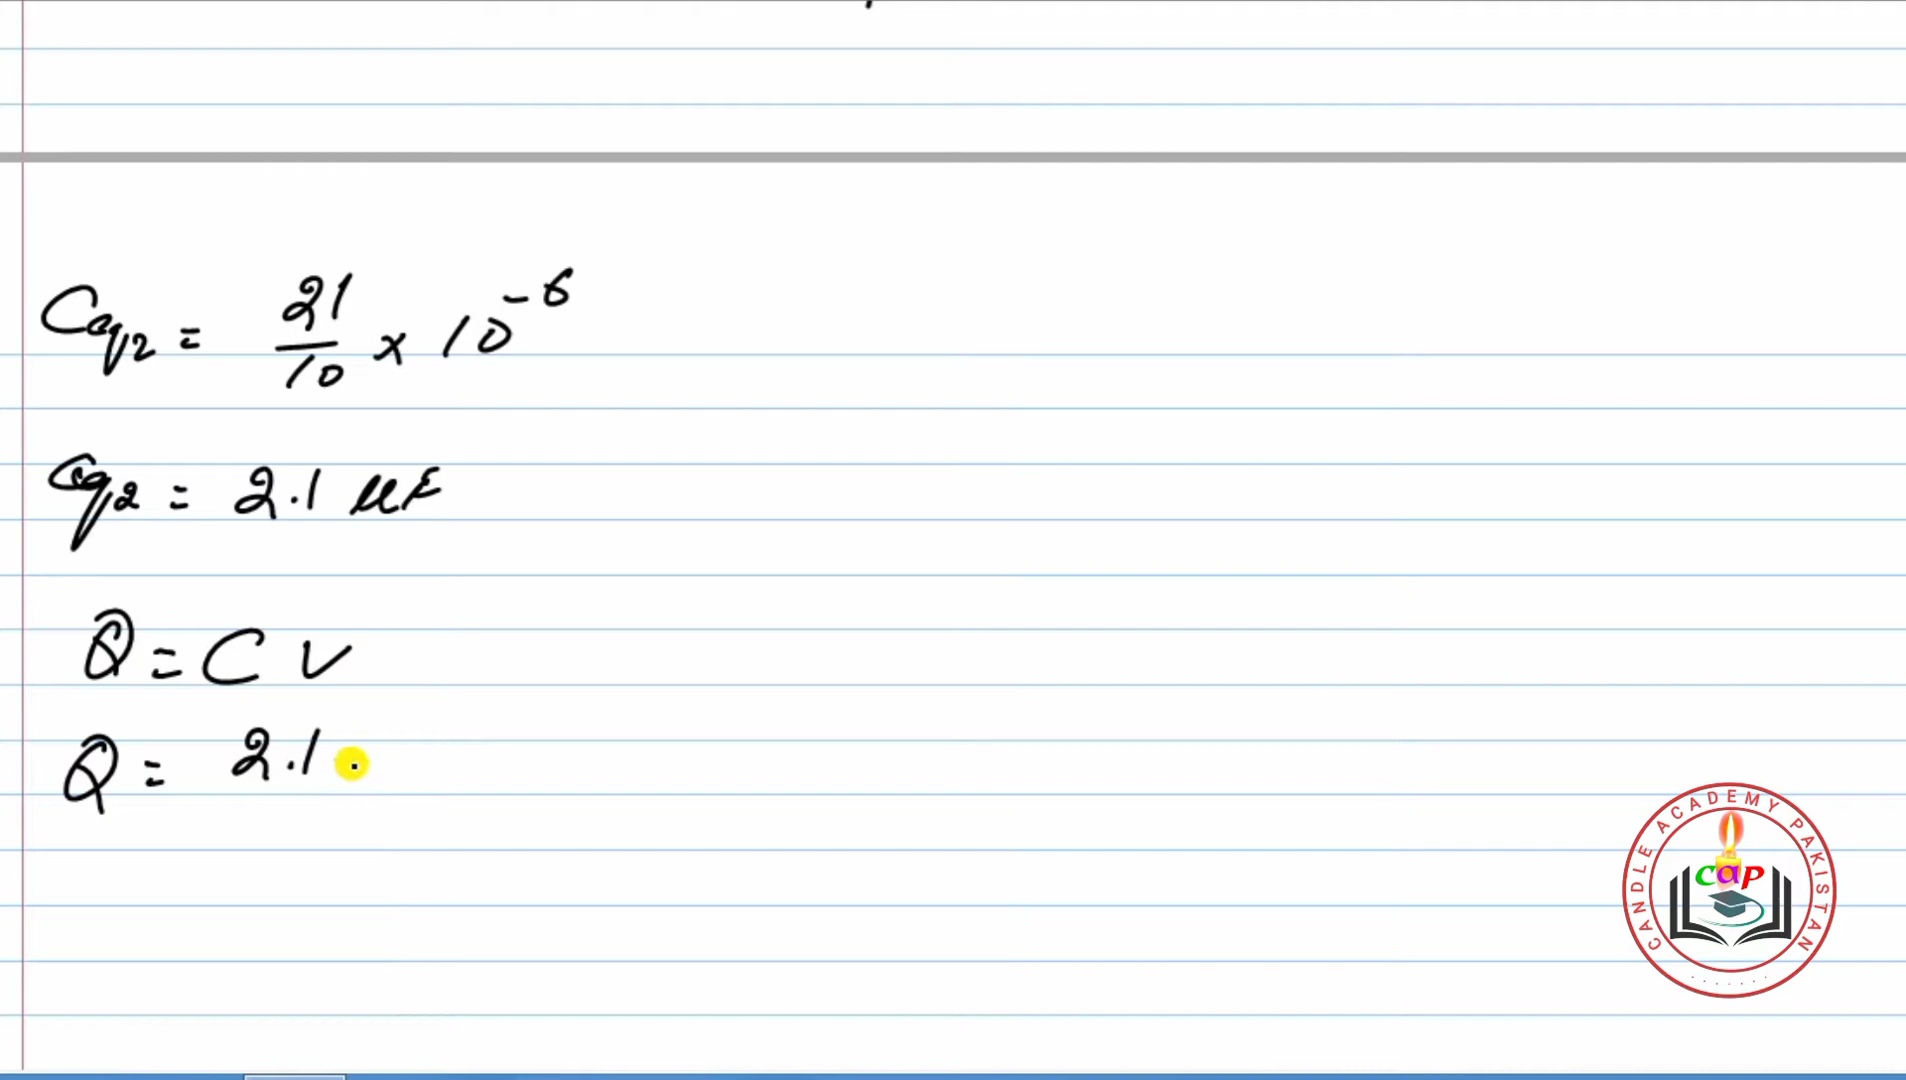 Ceq2 = 21/10 x 10^-6
Ceq2 = 2.1 μF
Q = C V
Q = 2.1
CANDLE ACADEMY PAKISTAN
cap